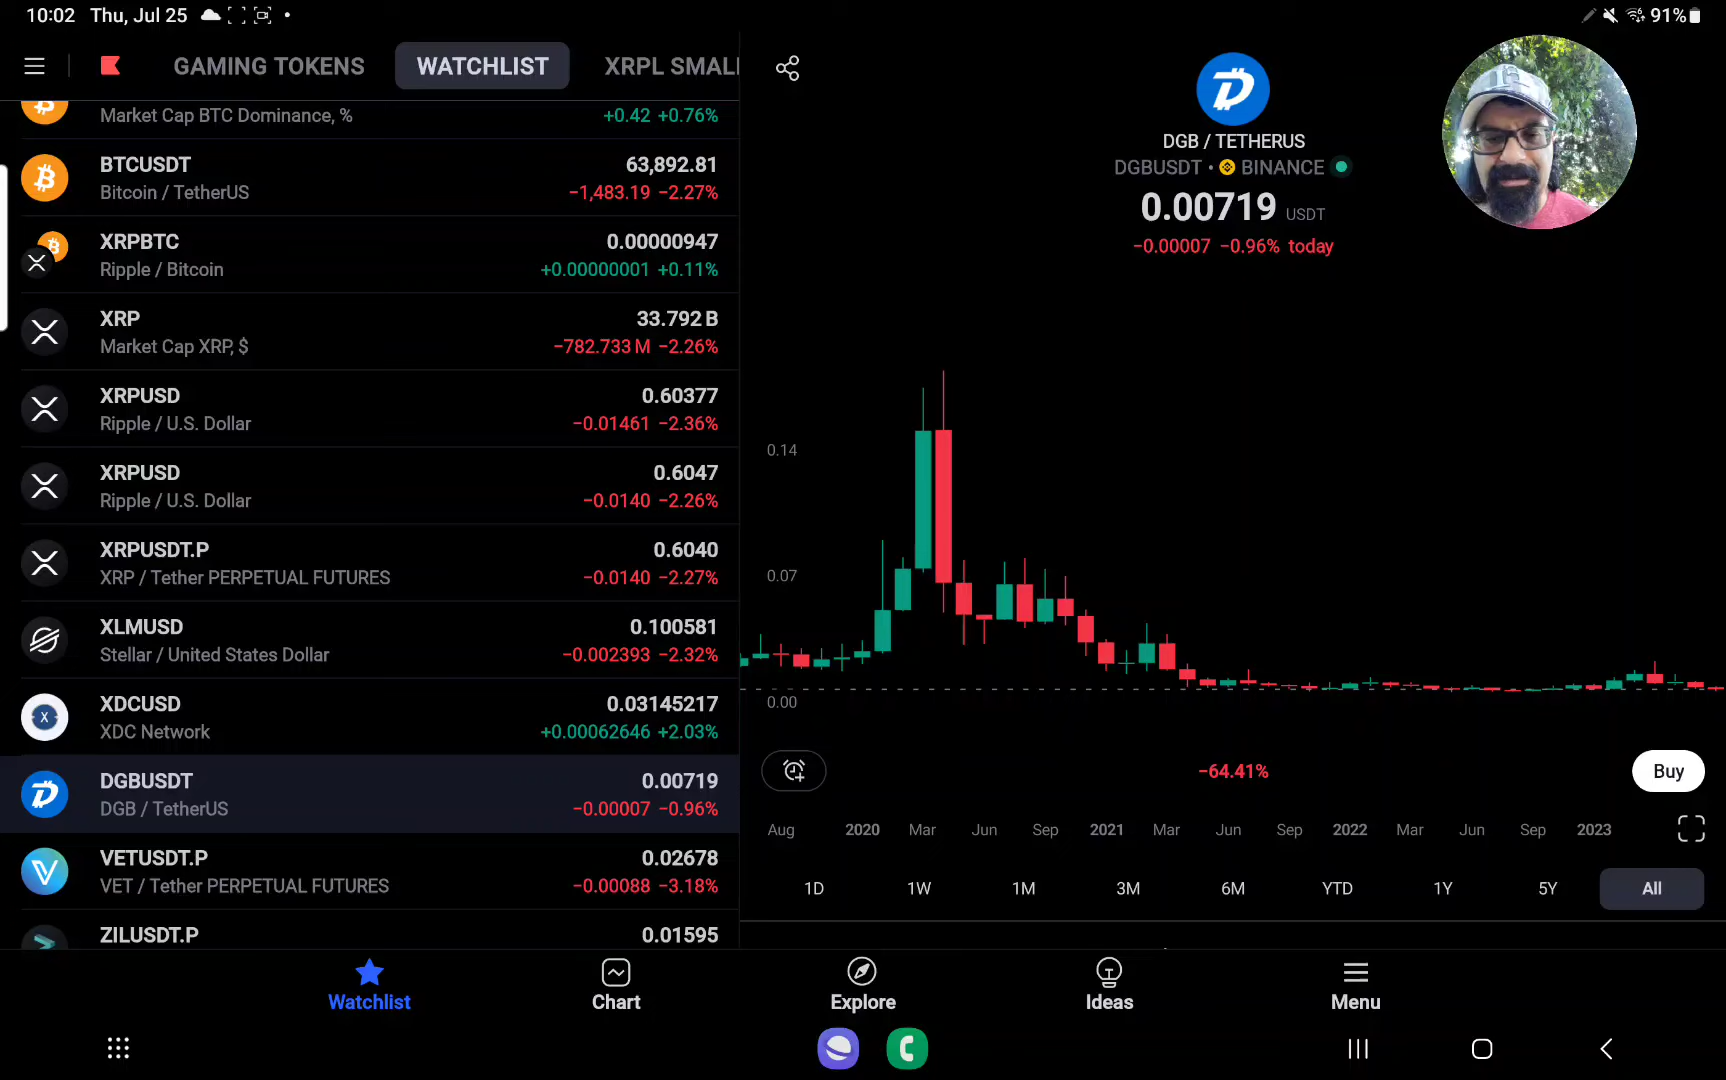 10:02 Thu, Jul 25
91%
GAMING TOKENS WATCHLIST XRPL SMAL
Market Cap BTC Dominance, % +0.42 +0.76%
BTCUSDT 63,892.81
Bitcoin / TetherUS −1,483.19 −2.27%
XRPBTC 0.00000947
Ripple / Bitcoin +0.00000001 +0.11%
XRP 33.792 B
Market Cap XRP, $ −782.733 M −2.26%
XRPUSD 0.60377
Ripple / U.S. Dollar −0.01461 −2.36%
XRPUSD 0.6047
Ripple / U.S. Dollar −0.0140 −2.26%
XRPUSDT.P 0.6040
XRP / Tether PERPETUAL FUTURES −0.0140 −2.27%
XLMUSD 0.100581
Stellar / United States Dollar −0.002393 −2.32%
XDCUSD 0.03145217
XDC Network +0.00062646 +2.03%
DGBUSDT 0.00719
DGB / TetherUS −0.00007 −0.96%
VETUSDT.P 0.02678
VET / Tether PERPETUAL FUTURES −0.00088 −3.18%
ZILUSDT.P 0.01595
DGB / TETHERUS
DGBUSDT • BINANCE
0.00719 USDT
−0.00007 −0.96% today
0.14
0.07
0.00
−64.41%
Buy
Aug 2020 Mar Jun Sep 2021 Mar Jun Sep 2022 Mar Jun Sep 2023
1D 1W 1M 3M 6M YTD 1Y 5Y All
Watchlist Chart Explore Ideas Menu